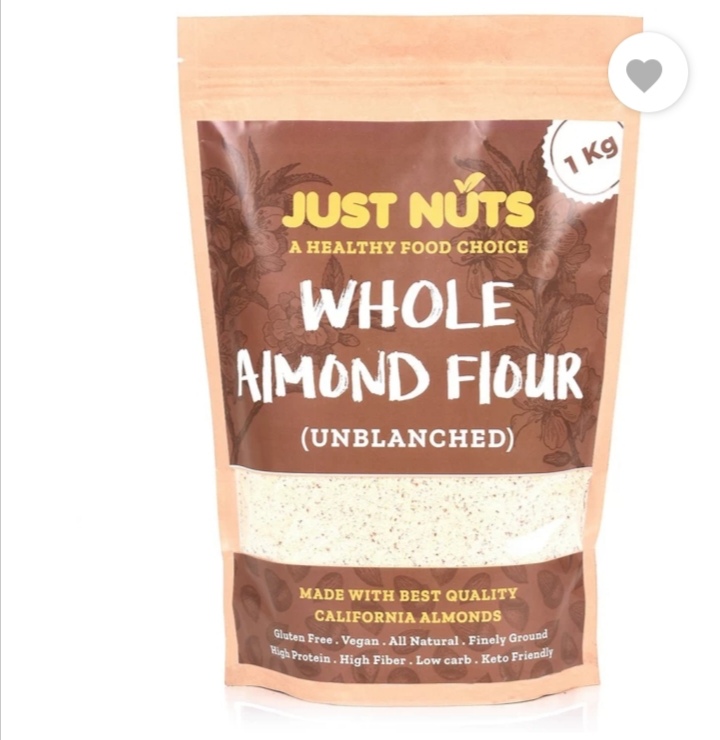 1 Kg
JUST NUTS
A HEALTHY FOOD CHOICE
WHOLE
AlMOND FlOUR
(UNBLANCHED)
MADE WITH BEST QUALITY
CALIFORNIA ALMONDS
Gluten Free . Vegan . All Natural . Finely Ground
High Protein . High Fiber . Low carb . Keto Friendly